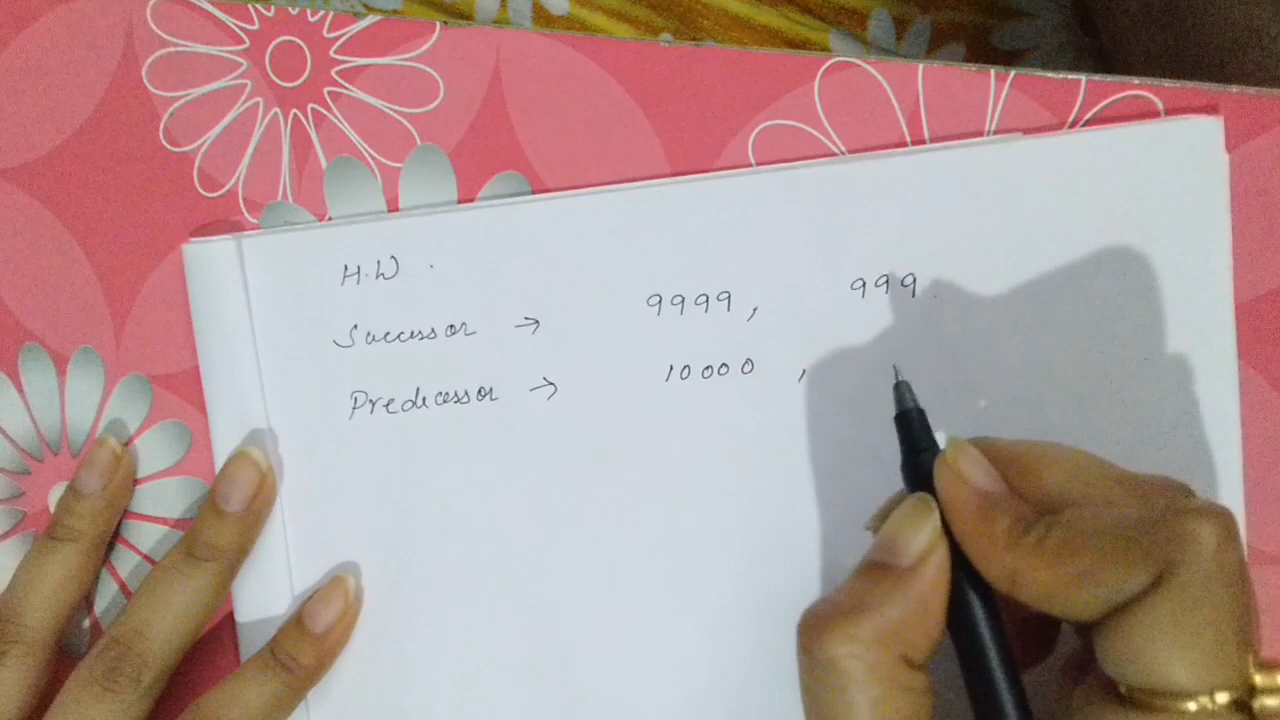 H.W.
Successor → 9999, 999
Predecessor → 10000,